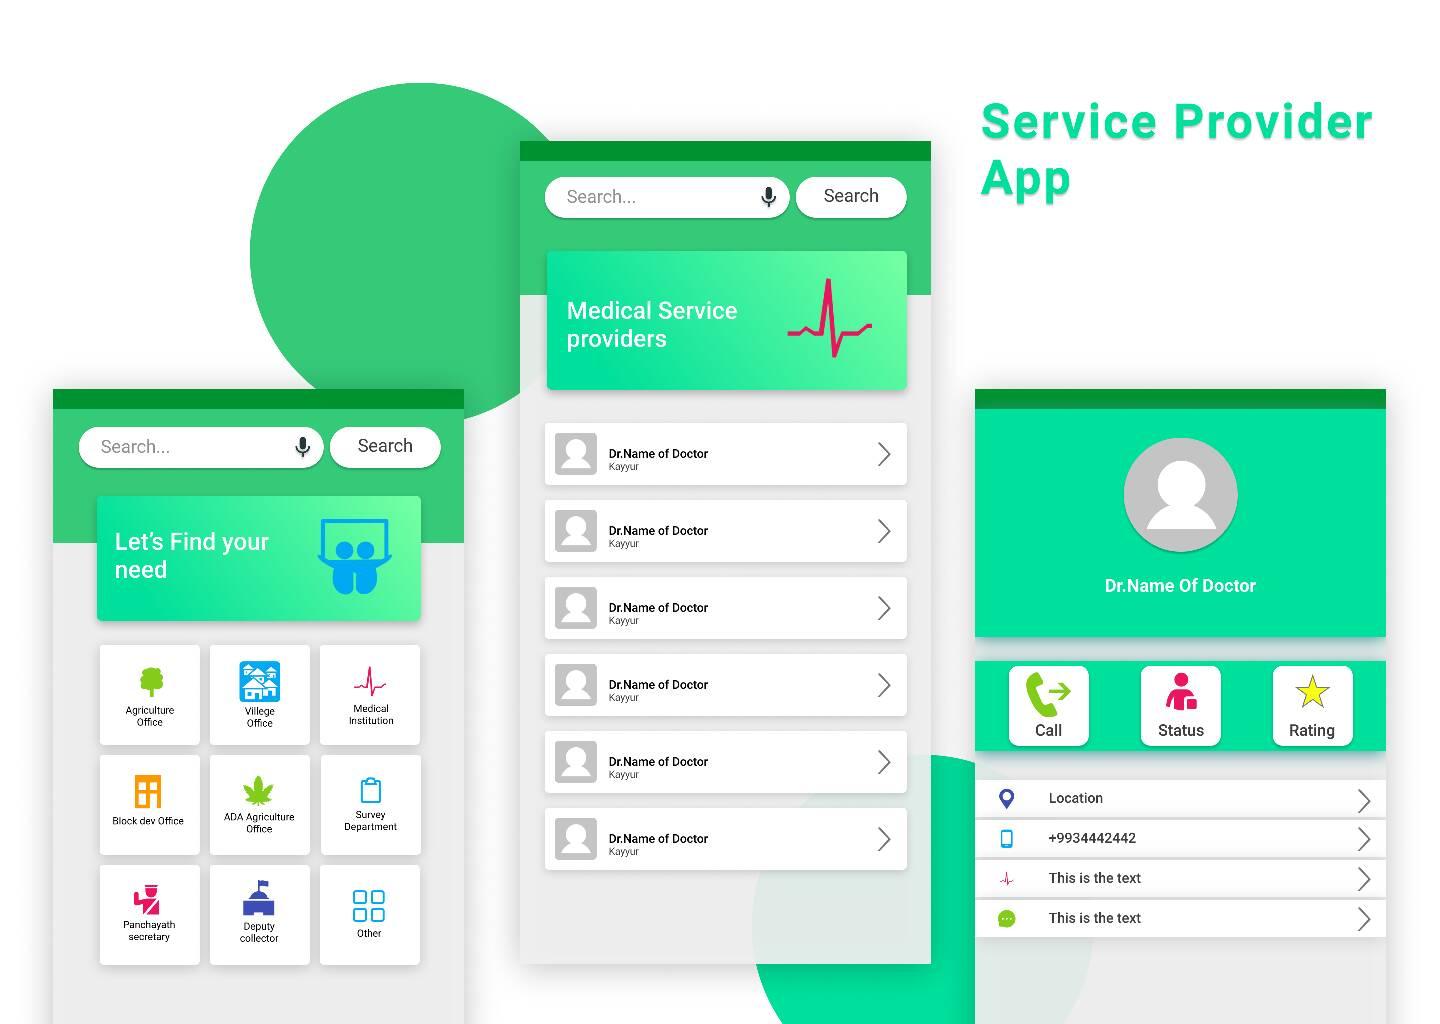 Service Provider
App
Search...
Search
Let's Find your
need
Agriculture
Office
Villege
Office
Medical
Institution
Block dev Office
ADA Agriculture
Office
Survey
Department
Panchayath
secretary
Deputy
collector
Other
Search...
Search
Medical Service
providers
Dr.Name of Doctor
Kayyur
Dr.Name of Doctor
Kayyur
Dr.Name of Doctor
Kayyur
Dr.Name of Doctor
Kayyur
Dr.Name of Doctor
Kayyur
Dr.Name of Doctor
Kayyur
Dr.Name Of Doctor
Call
Status
Rating
Location
+9934442442
This is the text
This is the text